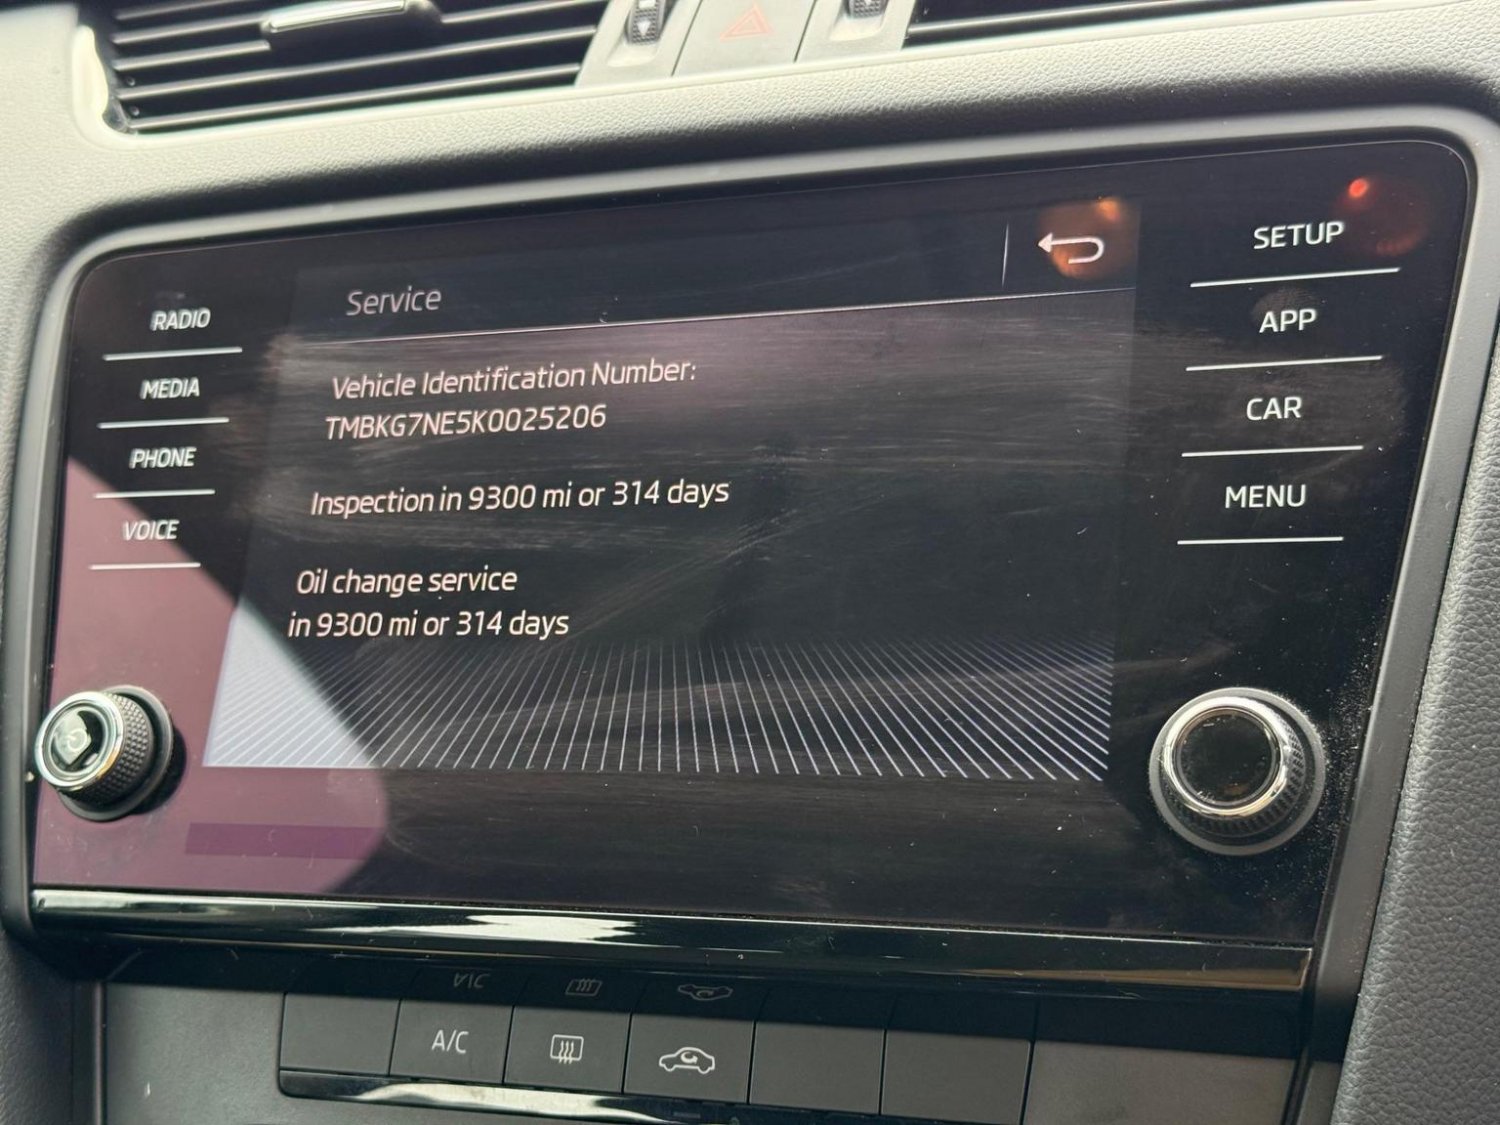 SETUP
Service
RADIO
APP
Vehicle Identification Number:
MEDIA
TMBKG7NE5K0025206
CAR
PHONE
Inspection in 9300 mi or 314 days
MENU
VOICE
Oil change service
in 9300 mi or 314 days
A/C